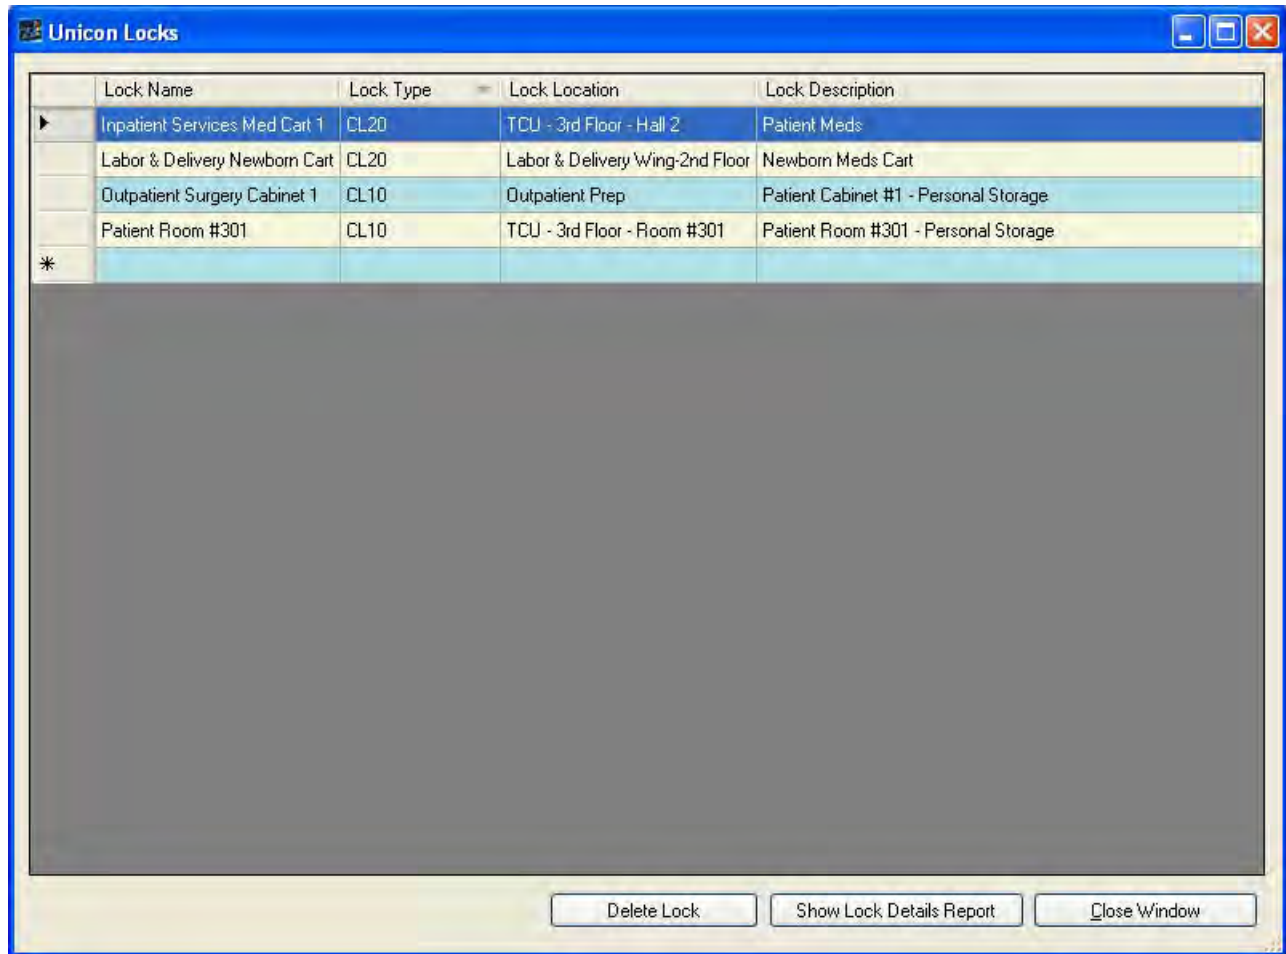 Unicon Locks
Lock Name Lock Type Lock Location Lock Description
Inpatient Services Med Cart 1 CL20 TCU - 3rd Floor - Hall 2 Patient Meds
Labor & Delivery Newborn Cart CL20 Labor & Delivery Wing-2nd Floor Newborn Meds Cart
Outpatient Surgery Cabinet 1 CL10 Outpatient Prep Patient Cabinet #1 - Personal Storage
Patient Room #301 CL10 TCU - 3rd Floor - Room #301 Patient Room #301 - Personal Storage
*
Delete Lock Show Lock Details Report Close Window